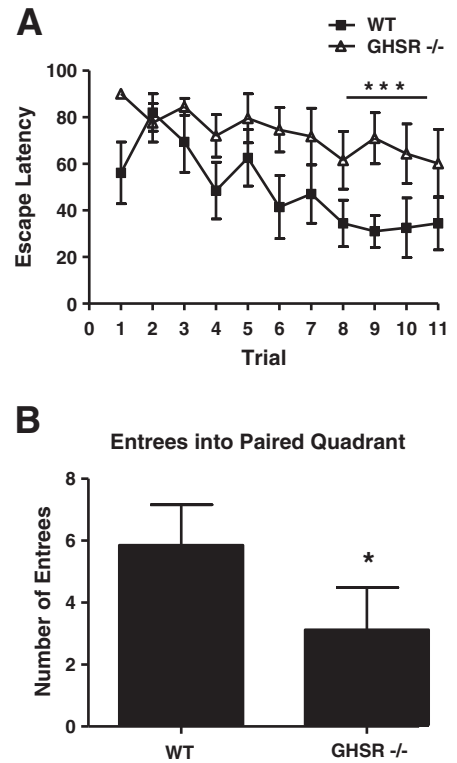 A
WT
GHSR -/-
* * *
Escape Latency
100
80
60
40
20
0
0 1 2 3 4 5 6 7 8 9 10 11
Trial
B
Entrees into Paired Quadrant
Number of Entrees
8
6
4
2
0
*
WT GHSR -/-